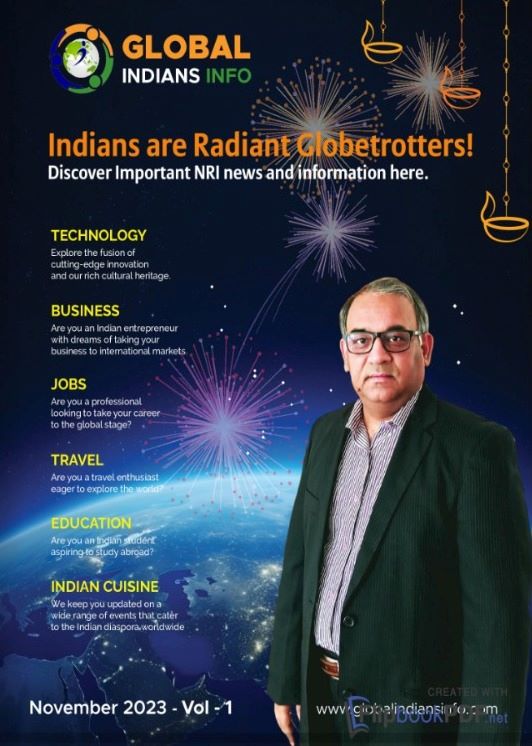 GLOBAL
INDIANS INFO
Indians are Radiant Globetrotters!
Discover Important NRI news and information here.
TECHNOLOGY
Explore the fusion of
cutting-edge innovation
and our rich cultural heritage.
BUSINESS
Are you an Indian entrepreneur
with dreams of taking your
business to international markets
JOBS
Are you a professional
looking to take your career
to the global stage?
TRAVEL
Are you a travel enthusiast
eager to explore the world?
EDUCATION
Are you an Indian student
aspiring to study abroad?
INDIAN CUISINE
We keep you updated on a
wide range of events that cater
to the Indian diaspora worldwide
CREATED WITH
November 2023 - Vol - 1
www.globalindiansinfo.com
FlipbookPDF.net